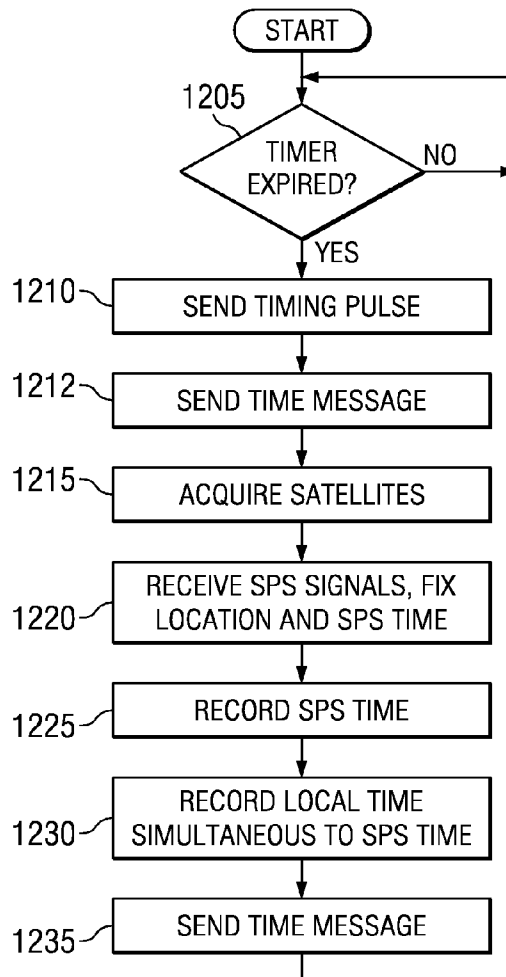 START
1205
TIMER
EXPIRED?
NO
YES
1210
SEND TIMING PULSE
1212
SEND TIME MESSAGE
1215
ACQUIRE SATELLITES
1220
RECEIVE SPS SIGNALS, FIX
LOCATION AND SPS TIME
1225
RECORD SPS TIME
1230
RECORD LOCAL TIME
SIMULTANEOUS TO SPS TIME
1235
SEND TIME MESSAGE